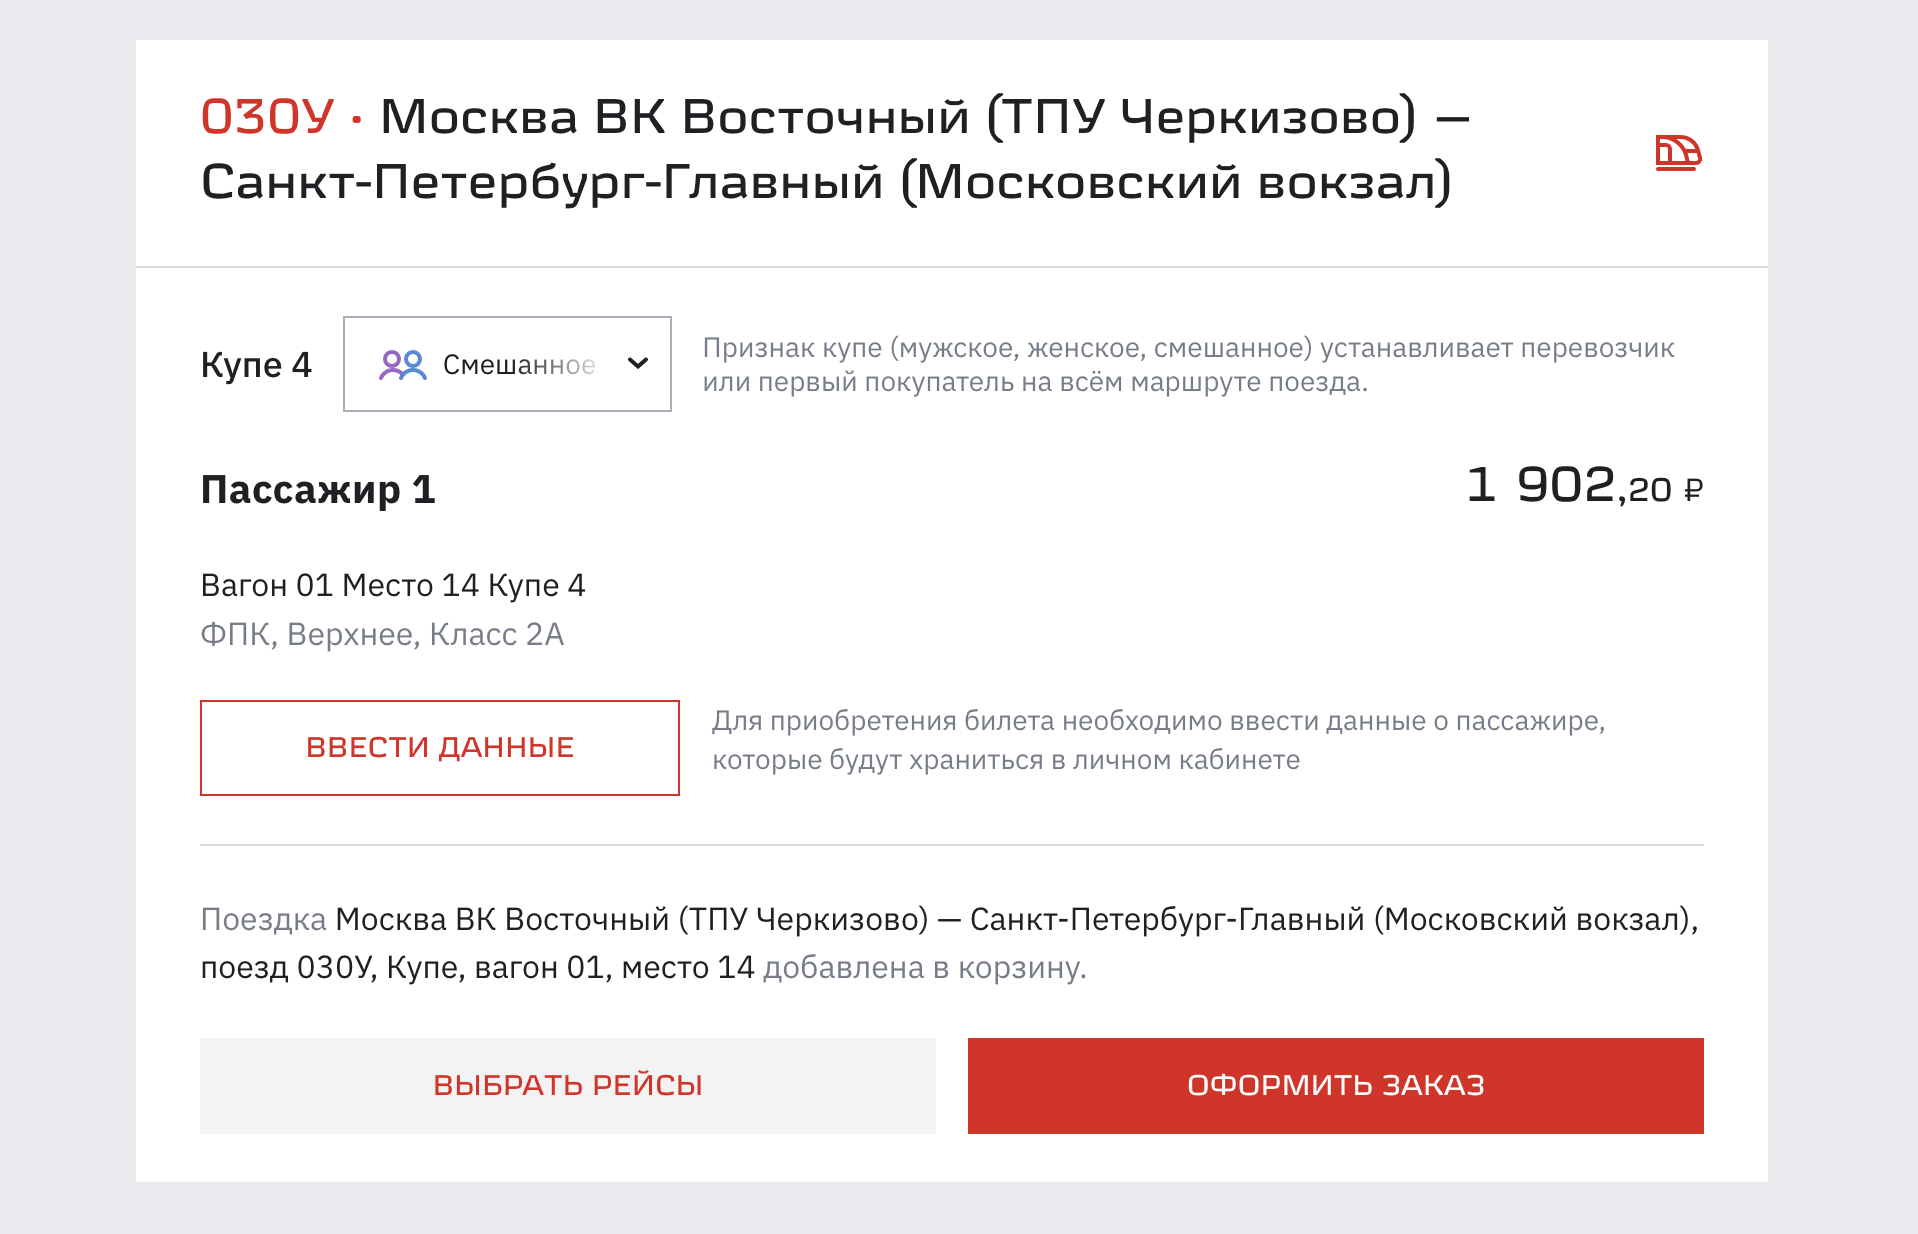 030У · Москва ВК Восточный (ТПУ Черкизово) —
Санкт-Петербург-Главный (Московский вокзал)
Купе 4
Смешанное
Признак купе (мужское, женское, смешанное) устанавливает перевозчик
или первый покупатель на всём маршруте поезда.
Пассажир 1
1 902,20 ₽
Вагон 01 Место 14 Купе 4
ФПК, Верхнее, Класс 2А
ВВЕСТИ ДАННЫЕ
Для приобретения билета необходимо ввести данные о пассажире,
которые будут храниться в личном кабинете
Поездка Москва ВК Восточный (ТПУ Черкизово) — Санкт-Петербург-Главный (Московский вокзал),
поезд 030У, Купе, вагон 01, место 14 добавлена в корзину.
ВЫБРАТЬ РЕЙСЫ
ОФОРМИТЬ ЗАКАЗ